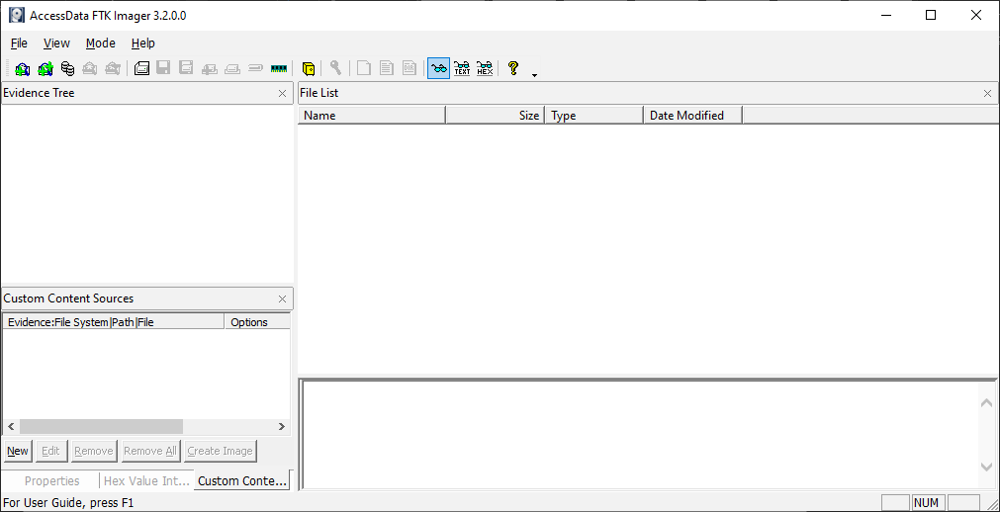 AccessData FTK Imager 3.2.0.0
File View Mode Help
TEXT HEX ?
Evidence Tree
File List
Name Size Type Date Modified
Custom Content Sources
Evidence:File System|Path|File Options
New Edit Remove Remove All Create Image
Properties Hex Value Int... Custom Conte...
For User Guide, press F1 NUM